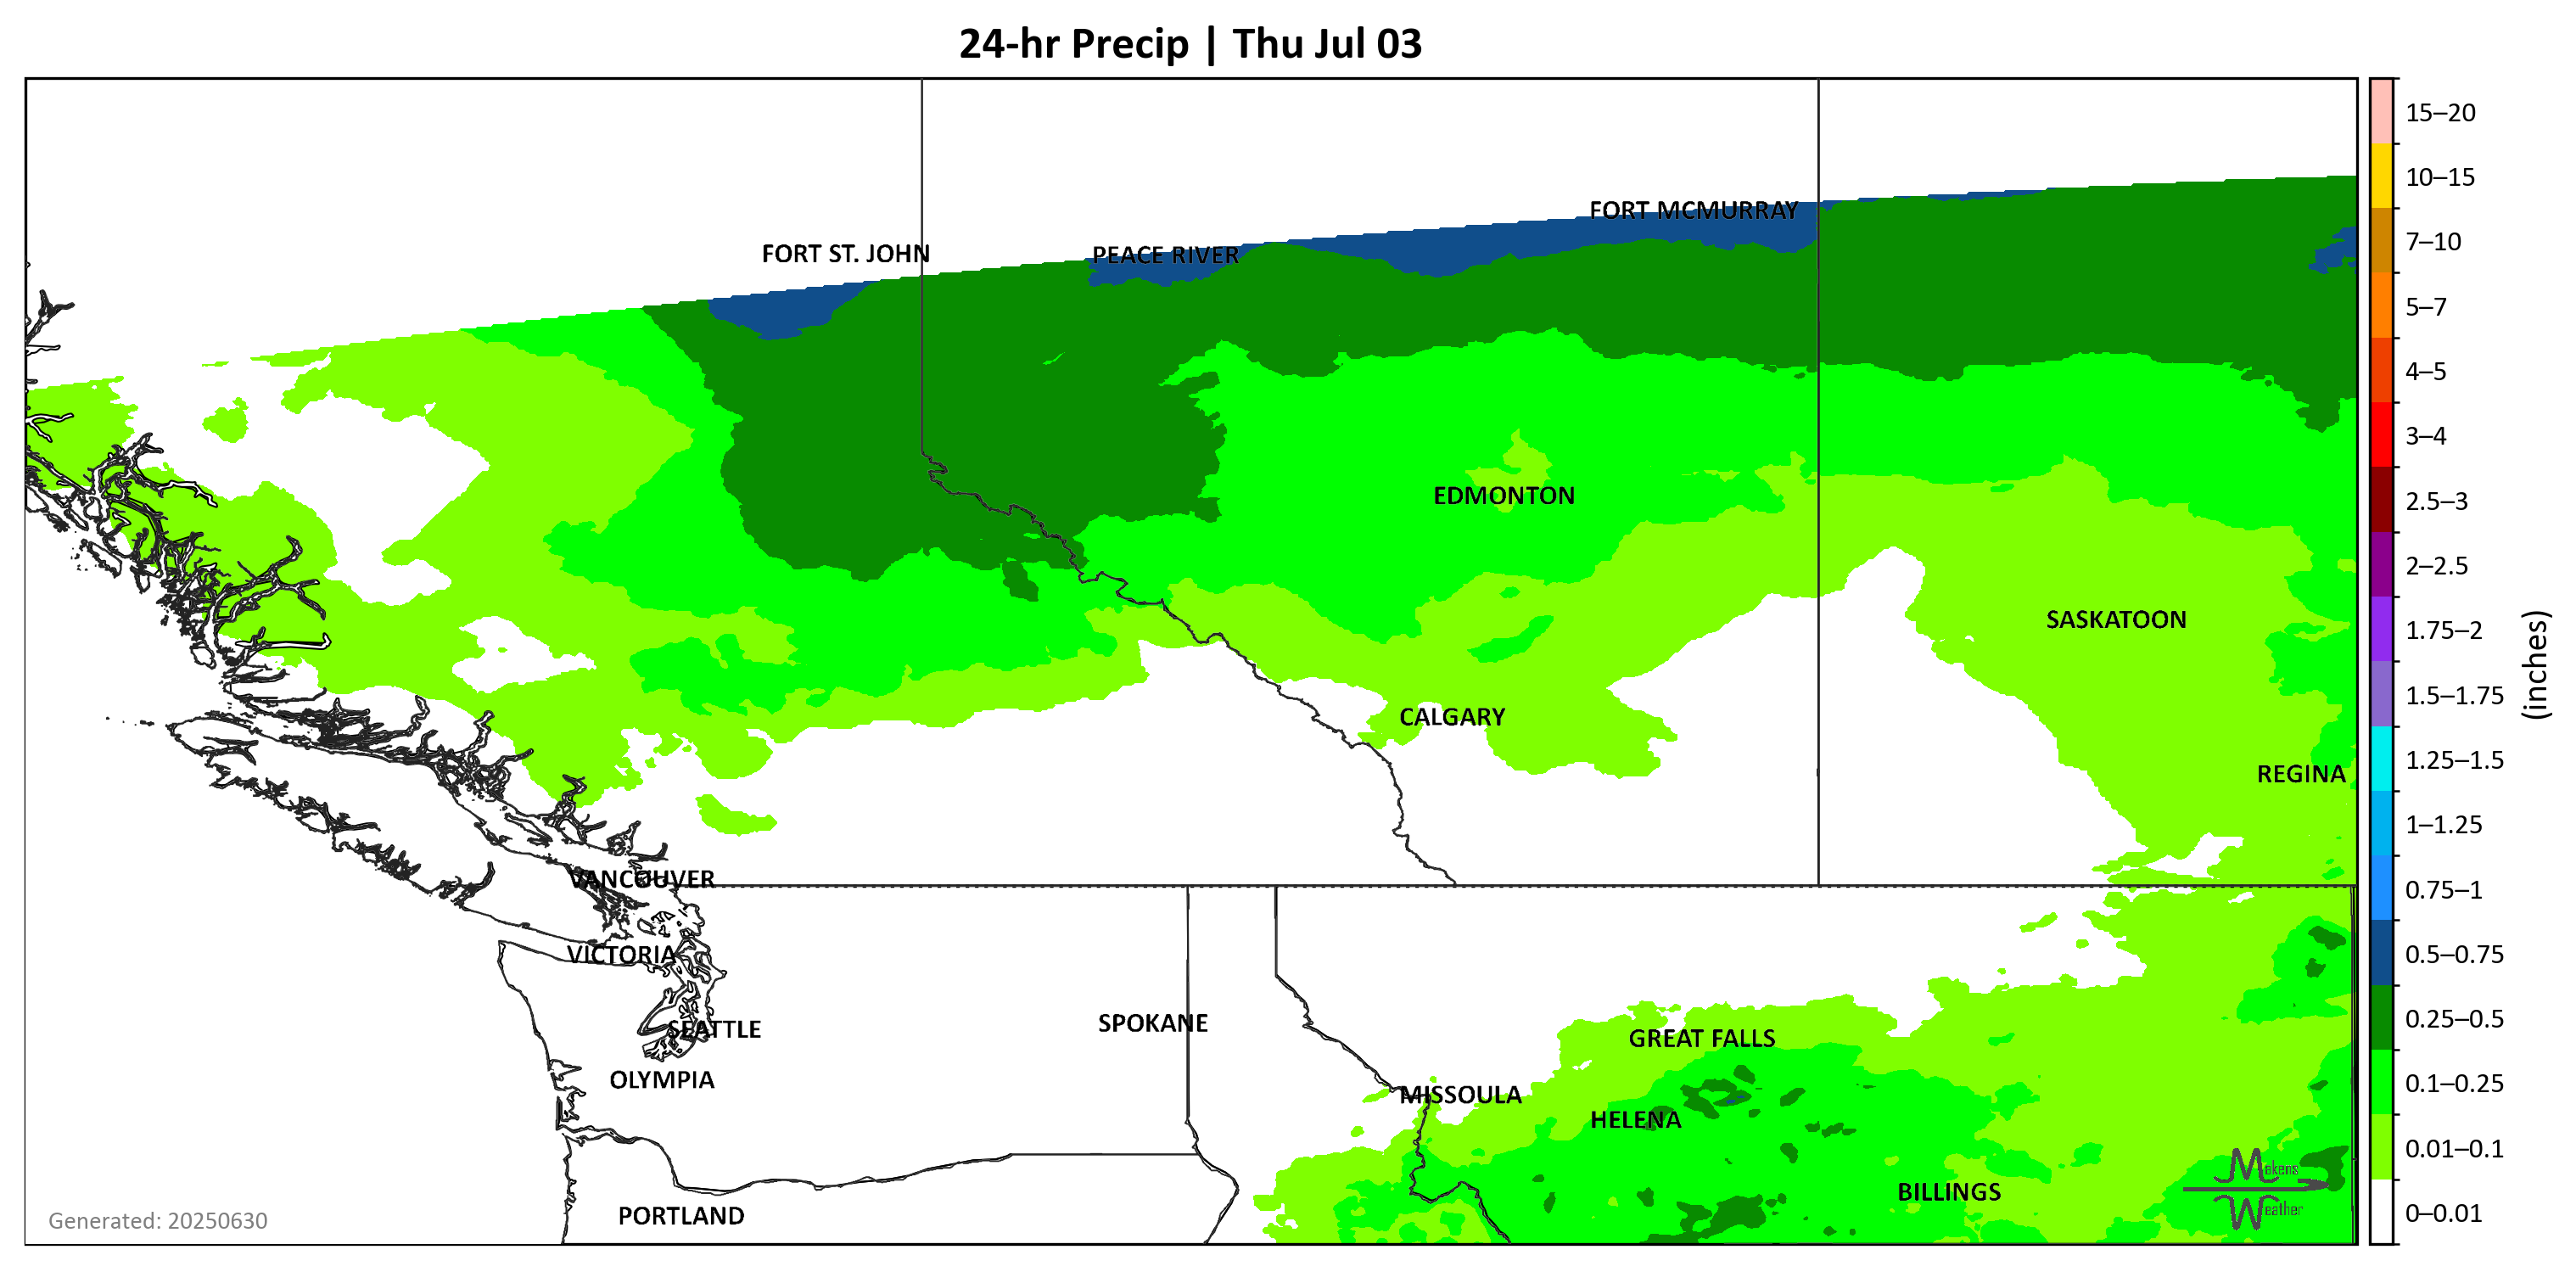 24-hr Precip | Thu Jul 03
15–20
10–15
7–10
5–7
4–5
3–4
2.5–3
2–2.5
1.75–2
1.5–1.75
1.25–1.5
1–1.25
0.75–1
0.5–0.75
0.25–0.5
0.1–0.25
0.01–0.1
0–0.01
(inches)
FORT MCMURRAY
FORT ST. JOHN
PEACE RIVER
EDMONTON
SASKATOON
CALGARY
REGINA
VANCOUVER
VICTORIA
SPOKANE
SEATTLE
GREAT FALLS
OLYMPIA
MISSOULA
HELENA
BILLINGS
PORTLAND
Makens
Weather
Generated: 20250630